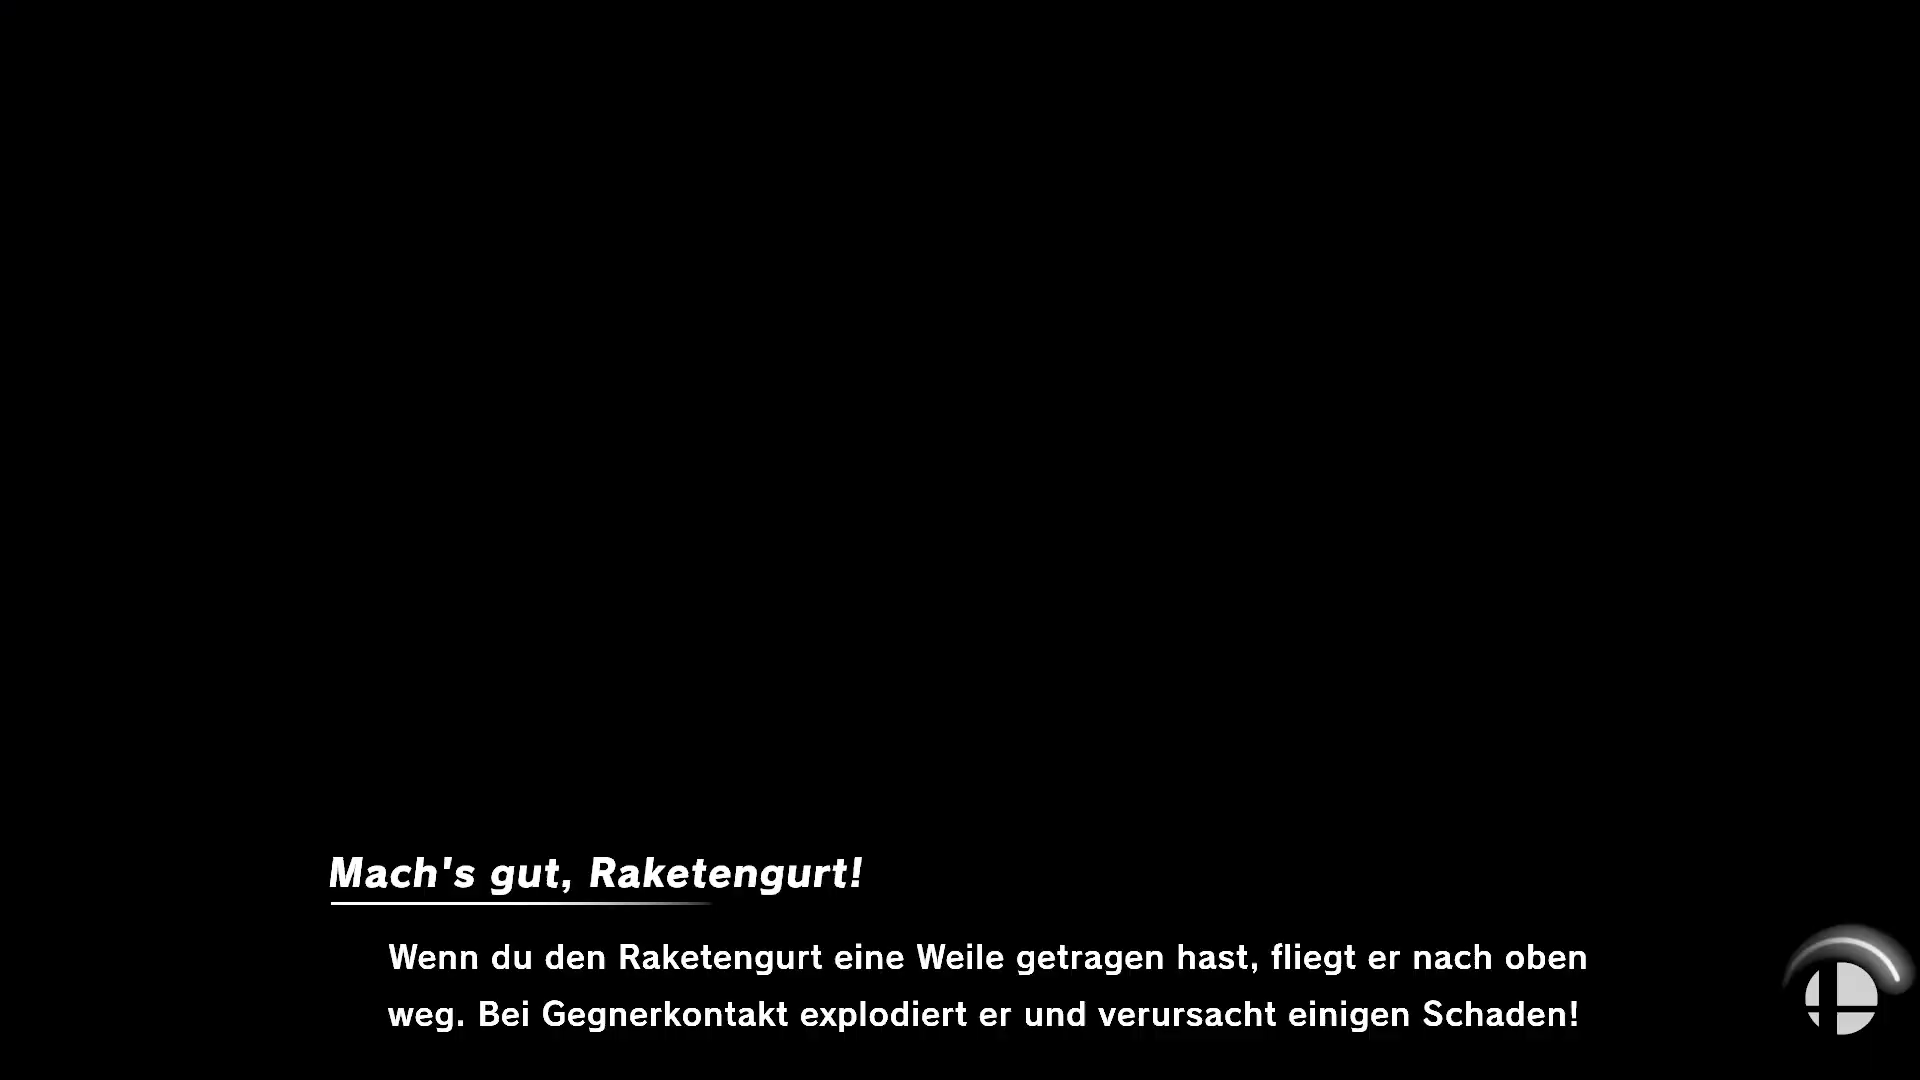 Mach's gut, Raketengurt!
Wenn du den Raketengurt eine Weile getragen hast, fliegt er nach oben
weg. Bei Gegnerkontakt explodiert er und verursacht einigen Schaden!